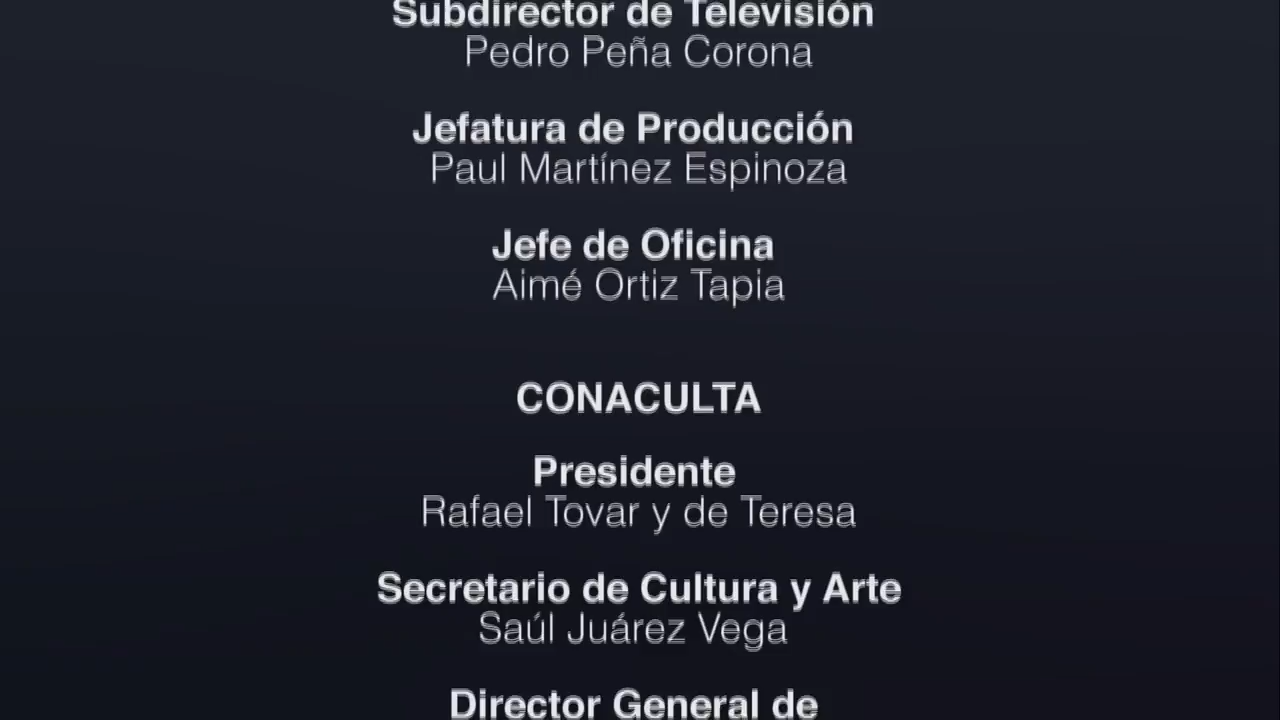 Subdirector de Televisión
Pedro Peña Corona
Jefatura de Producción
Paul Martínez Espinoza
Jefe de Oficina
Aimé Ortiz Tapia
CONACULTA
Presidente
Rafael Tovar y de Teresa
Secretario de Cultura y Arte
Saúl Juárez Vega
Director General de